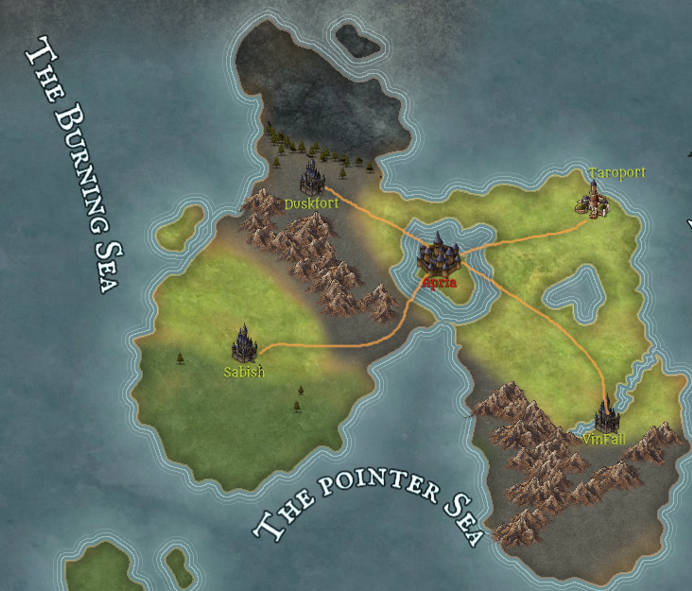 The Burning Sea
Taroport
Duskfort
Apria
Sabish
VinFall
The pointer Sea